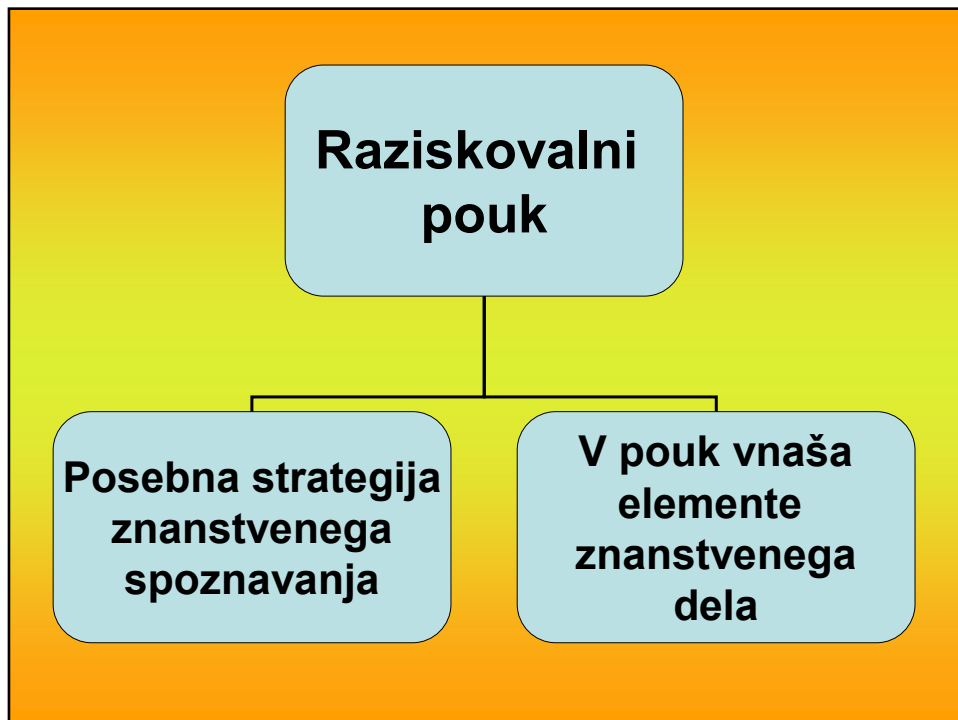 Raziskovalni
pouk
Posebna strategija
znanstvenega
spoznavanja
V pouk vnaša
elemente
znanstvenega
dela